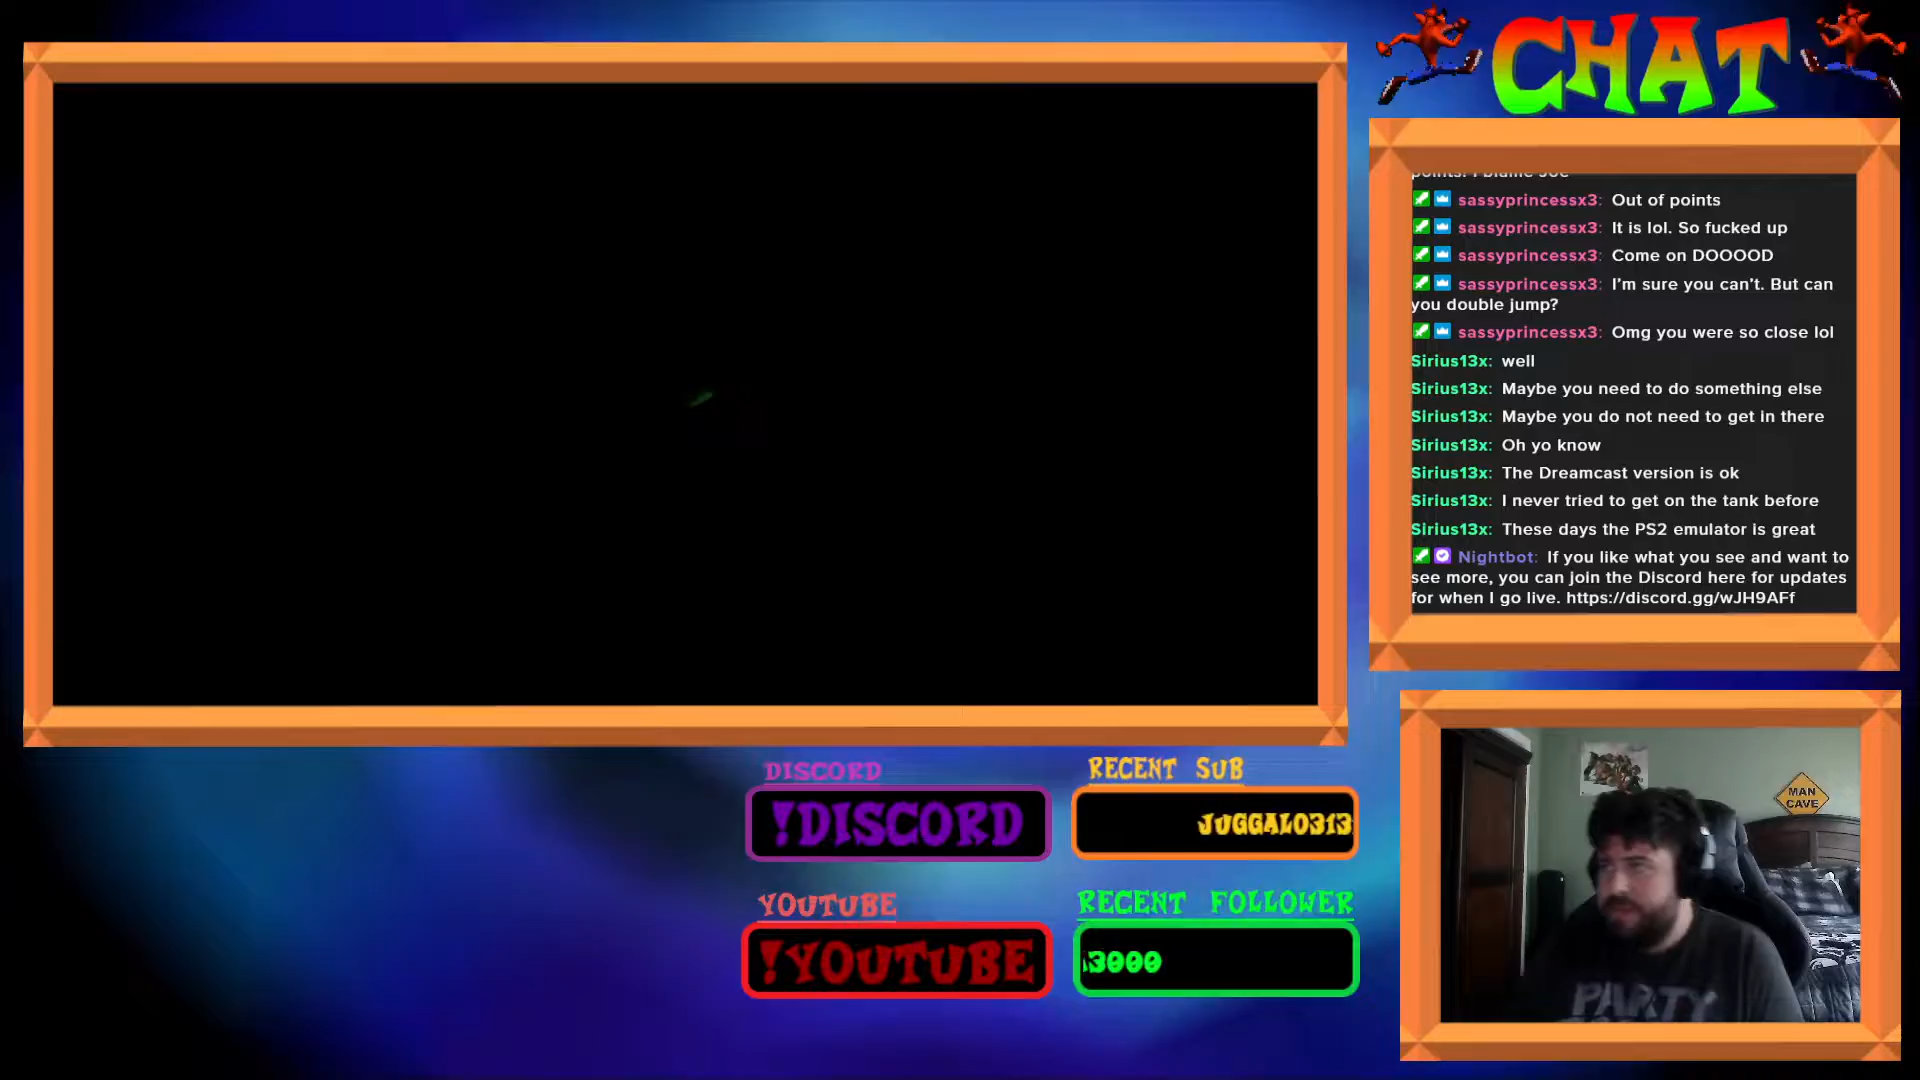 CHAT
sassyprincessx3: Out of points
sassyprincessx3: It is lol. So fucked up
sassyprincessx3: Come on DOOOOD
sassyprincessx3: I'm sure you can't. But can
you double jump?
sassyprincessx3: Omg you were so close lol
Sirius13x: well
Sirius13x: Maybe you need to do something else
Sirius13x: Maybe you do not need to get in there
Sirius13x: Oh yo know
Sirius13x: The Dreamcast version is ok
Sirius13x: I never tried to get on the tank before
Sirius13x: These days the PS2 emulator is great
Nightbot: If you like what you see and want to
see more, you can join the Discord here for updates
for when I go live. https://discord.gg/wJH9AFf
DISCORD
!DISCORD
RECENT SUB
JUGGALO313
YOUTUBE
!YOUTUBE
RECENT FOLLOWER
3000
MAN
CAVE
PARTY